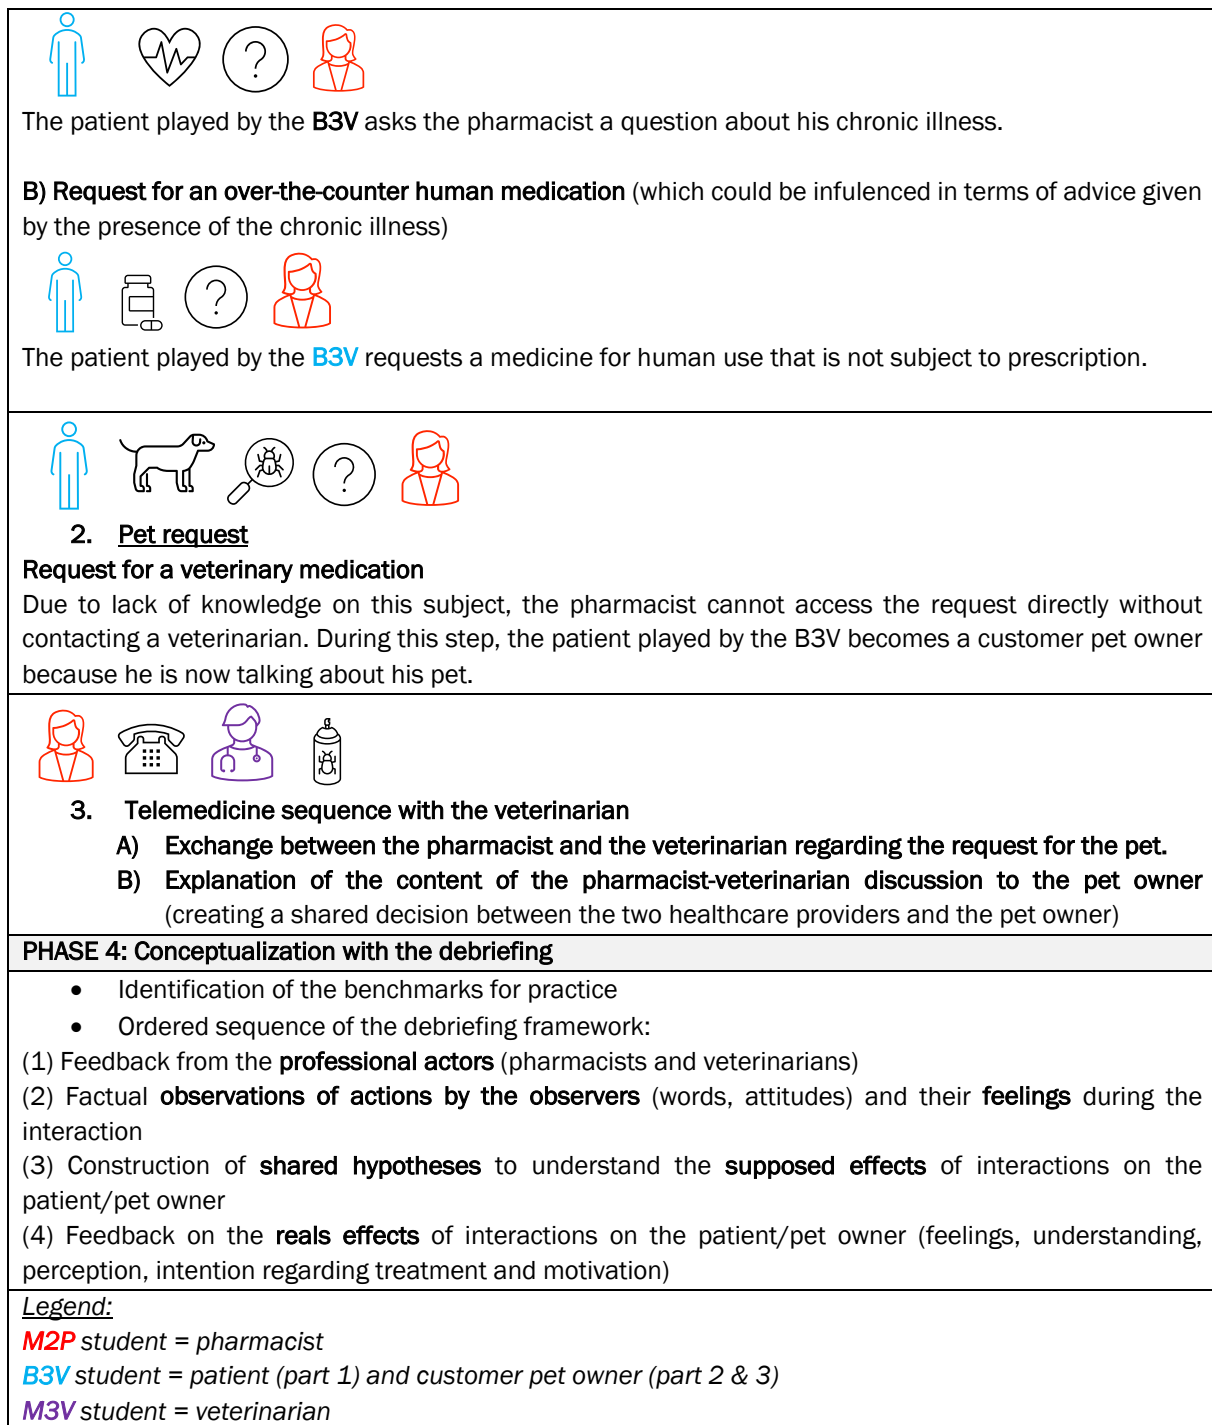 The patient played by the B3V asks the pharmacist a question about his chronic illness.
B) Request for an over-the-counter human medication (which could be infulenced in terms of advice given
by the presence of the chronic illness)
The patient played by the B3V requests a medicine for human use that is not subject to prescription.
2. Pet request
Request for a veterinary medication
Due to lack of knowledge on this subject, the pharmacist cannot access the request directly without
contacting a veterinarian. During this step, the patient played by the B3V becomes a customer pet owner
because he is now talking about his pet.
3. Telemedicine sequence with the veterinarian
A) Exchange between the pharmacist and the veterinarian regarding the request for the pet.
B) Explanation of the content of the pharmacist-veterinarian discussion to the pet owner
(creating a shared decision between the two healthcare providers and the pet owner)
PHASE 4: Conceptualization with the debriefing
• Identification of the benchmarks for practice
• Ordered sequence of the debriefing framework:
(1) Feedback from the professional actors (pharmacists and veterinarians)
(2) Factual observations of actions by the observers (words, attitudes) and their feelings during the
interaction
(3) Construction of shared hypotheses to understand the supposed effects of interactions on the
patient/pet owner
(4) Feedback on the reals effects of interactions on the patient/pet owner (feelings, understanding,
perception, intention regarding treatment and motivation)
Legend:
M2P student = pharmacist
B3V student = patient (part 1) and customer pet owner (part 2 & 3)
M3V student = veterinarian